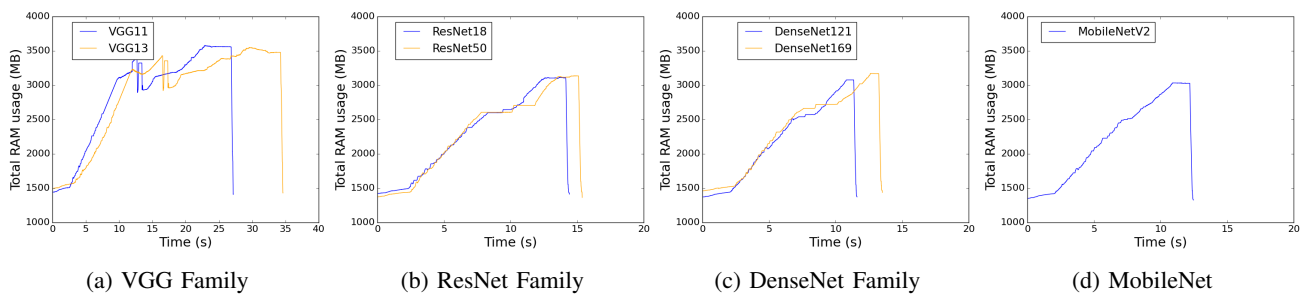 Total RAM usage (MB)
4000
3500
3000
2500
2000
1500
1000
0 5 10 15 20 25 30 35 40
Time (s)
VGG11
VGG13
(a) VGG Family
Total RAM usage (MB)
4000
3500
3000
2500
2000
1500
1000
0 5 10 15 20
Time (s)
ResNet18
ResNet50
(b) ResNet Family
Total RAM usage (MB)
4000
3500
3000
2500
2000
1500
1000
0 5 10 15 20
Time (s)
DenseNet121
DenseNet169
(c) DenseNet Family
Total RAM usage (MB)
4000
3500
3000
2500
2000
1500
1000
0 5 10 15 20
Time (s)
MobileNetV2
(d) MobileNet